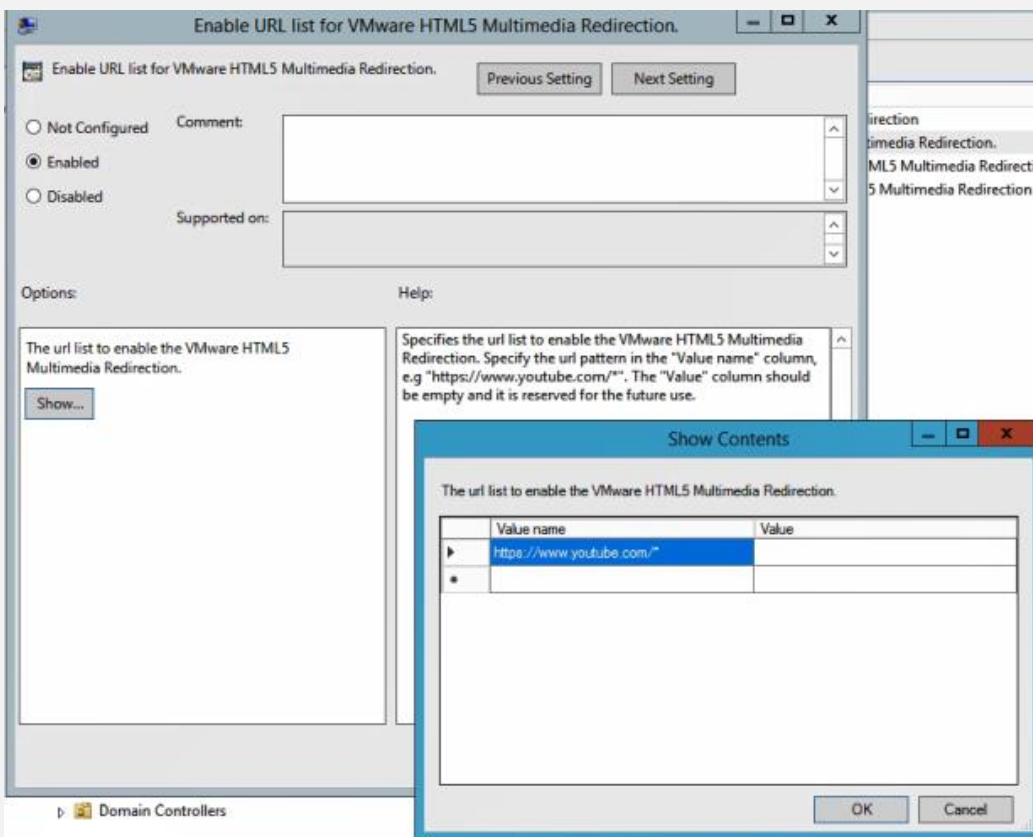 Enable URL list for VMware HTML5 Multimedia Redirection.
Enable URL list for VMware HTML5 Multimedia Redirection.
Previous Setting
Next Setting
Not Configured
Enabled
Disabled
Comment:
Supported on:
irection
timedia Redirection.
ML5 Multimedia Redirecti
5 Multimedia Redirection
Options:
Help:
The url list to enable the VMware HTML5
Multimedia Redirection.
Show...
Specifies the url list to enable the VMware HTML5 Multimedia
Redirection. Specify the url pattern in the "Value name" column,
e.g "https://www.youtube.com/*". The "Value" column should
be empty and it is reserved for the future use.
Show Contents
The url list to enable the VMware HTML5 Multimedia Redirection.
Value name
Value
https://www.youtube.com/*
OK
Cancel
Domain Controllers